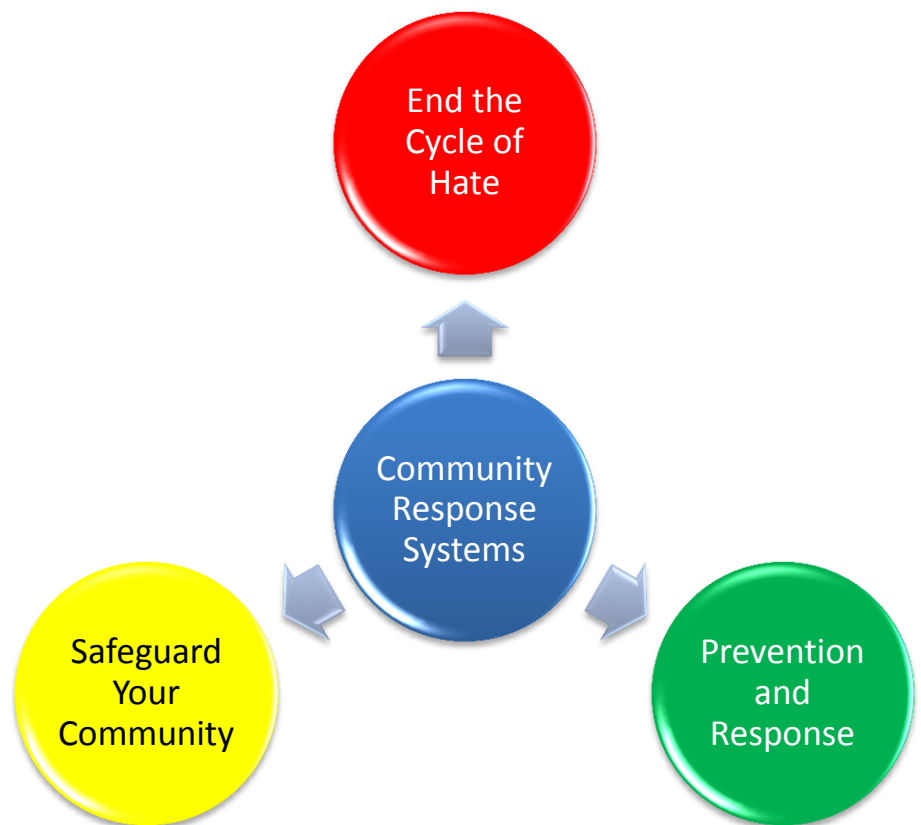 End the
Cycle of
Hate
Community
Response
Systems
Safeguard
Your
Community
Prevention
and
Response